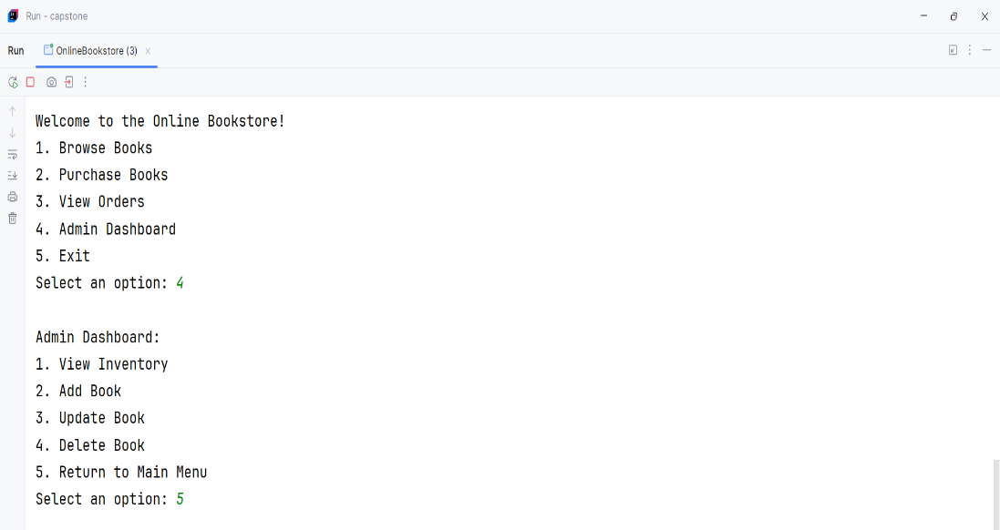 Run - capstone
Run OnlineBookstore (3)
Welcome to the Online Bookstore!
1. Browse Books
2. Purchase Books
3. View Orders
4. Admin Dashboard
5. Exit
Select an option: 4
Admin Dashboard:
1. View Inventory
2. Add Book
3. Update Book
4. Delete Book
5. Return to Main Menu
Select an option: 5